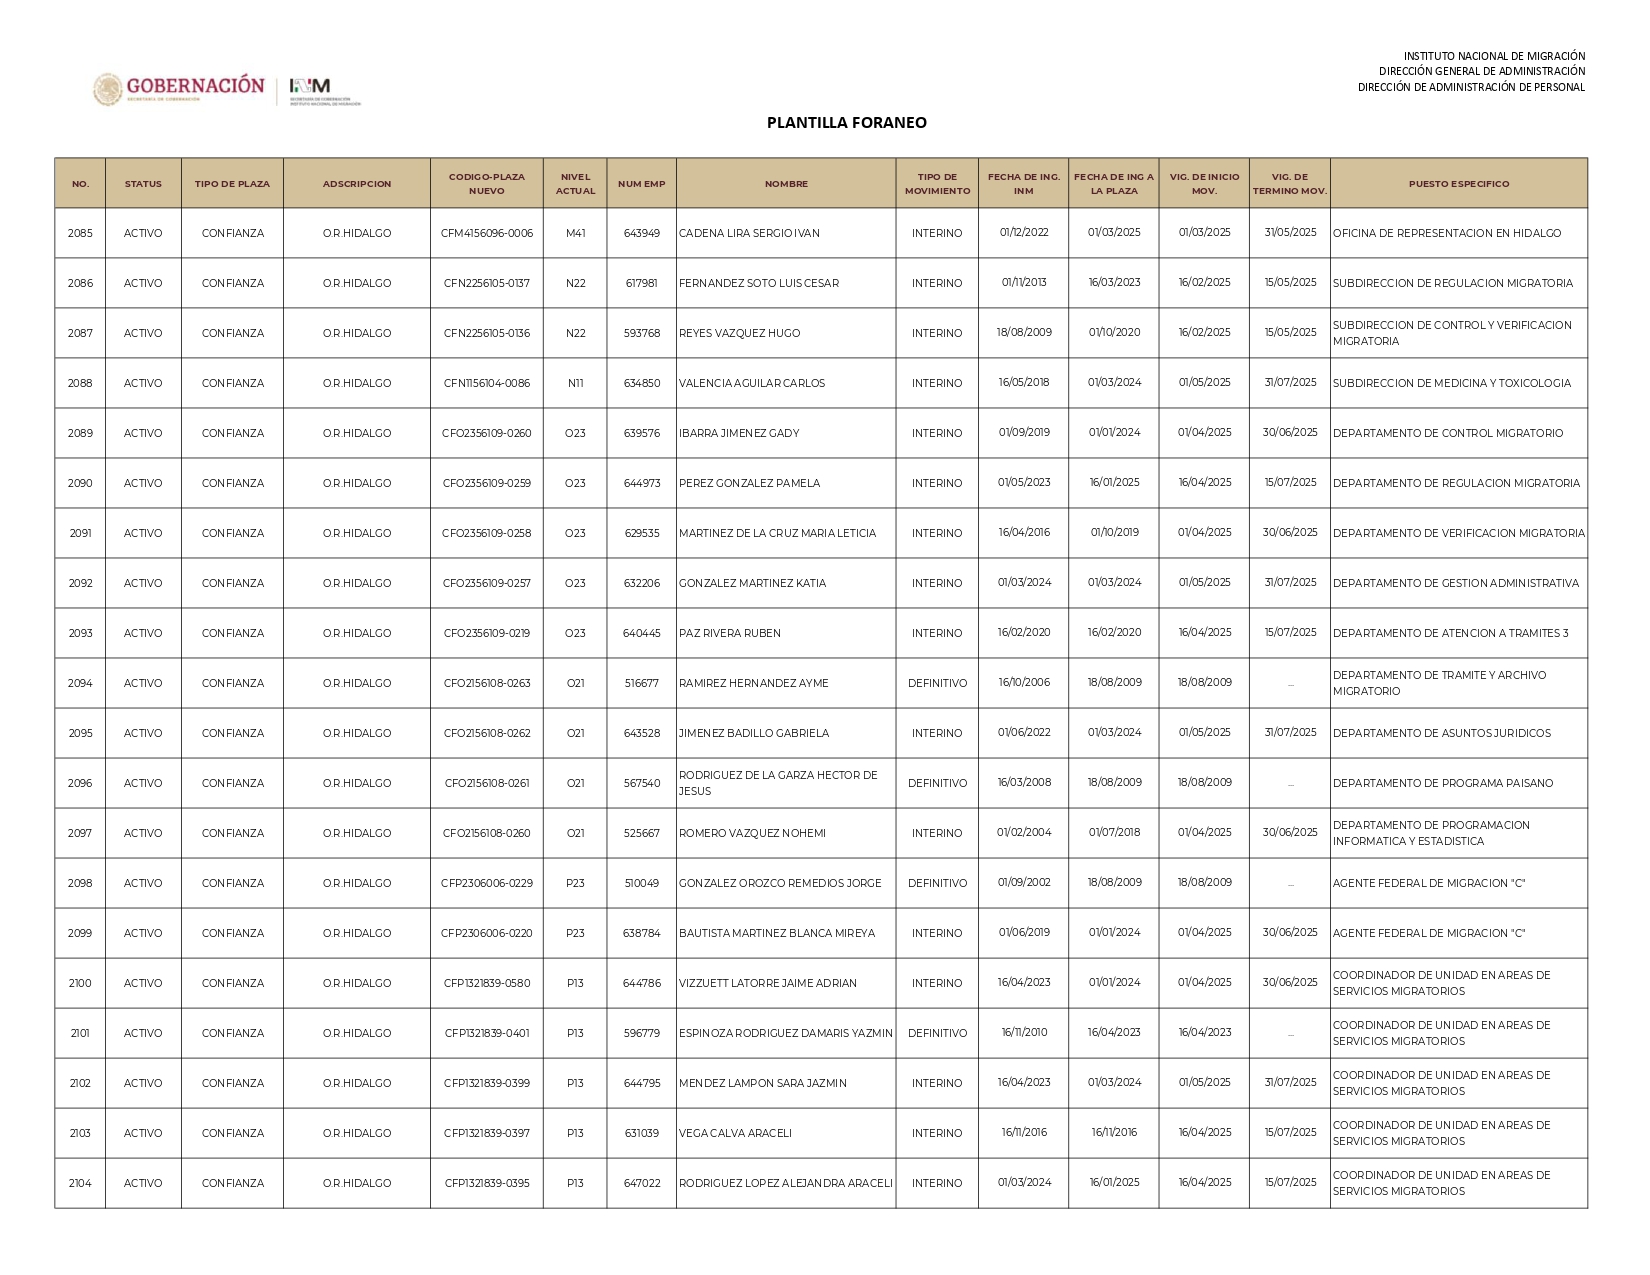 INSTITUTO NACIONAL DE MIGRACIÓN
DIRECCIÓN GENERAL DE ADMINISTRACIÓN
DIRECCIÓN DE ADMINISTRACIÓN DE PERSONAL
GOBERNACIÓN
SECRETARÍA DE GOBERNACIÓN
INM
SECRETARÍA DE GOBERNACIÓN
INSTITUTO NACIONAL DE MIGRACIÓN
PLANTILLA FORANEO
NO. STATUS TIPO DE PLAZA ADSCRIPCION CODIGO-PLAZA NUEVO NIVEL ACTUAL NUM EMP NOMBRE TIPO DE MOVIMIENTO FECHA DE ING. INM FECHA DE ING A LA PLAZA VIG. DE INICIO MOV. VIG. DE TERMINO MOV. PUESTO ESPECIFICO
2085 ACTIVO CONFIANZA O.R.HIDALGO CFM4156096-0006 M41 643949 CADENA LIRA SERGIO IVAN INTERINO 01/12/2022 01/03/2025 01/03/2025 31/05/2025 OFICINA DE REPRESENTACION EN HIDALGO
2086 ACTIVO CONFIANZA O.R.HIDALGO CFN2256105-0137 N22 617981 FERNANDEZ SOTO LUIS CESAR INTERINO 01/11/2013 16/03/2023 16/02/2025 15/05/2025 SUBDIRECCION DE REGULACION MIGRATORIA
2087 ACTIVO CONFIANZA O.R.HIDALGO CFN2256105-0136 N22 593768 REYES VAZQUEZ HUGO INTERINO 18/08/2009 01/10/2020 16/02/2025 15/05/2025 SUBDIRECCION DE CONTROL Y VERIFICACION MIGRATORIA
2088 ACTIVO CONFIANZA O.R.HIDALGO CFN1156104-0086 N11 634850 VALENCIA AGUILAR CARLOS INTERINO 16/05/2018 01/03/2024 01/05/2025 31/07/2025 SUBDIRECCION DE MEDICINA Y TOXICOLOGIA
2089 ACTIVO CONFIANZA O.R.HIDALGO CFO2356109-0260 O23 639576 IBARRA JIMENEZ GADY INTERINO 01/09/2019 01/01/2024 01/04/2025 30/06/2025 DEPARTAMENTO DE CONTROL MIGRATORIO
2090 ACTIVO CONFIANZA O.R.HIDALGO CFO2356109-0259 O23 644973 PEREZ GONZALEZ PAMELA INTERINO 01/05/2023 16/01/2025 16/04/2025 15/07/2025 DEPARTAMENTO DE REGULACION MIGRATORIA
2091 ACTIVO CONFIANZA O.R.HIDALGO CFO2356109-0258 O23 629535 MARTINEZ DE LA CRUZ MARIA LETICIA INTERINO 16/04/2016 01/10/2019 01/04/2025 30/06/2025 DEPARTAMENTO DE VERIFICACION MIGRATORIA
2092 ACTIVO CONFIANZA O.R.HIDALGO CFO2356109-0257 O23 632206 GONZALEZ MARTINEZ KATIA INTERINO 01/03/2024 01/03/2024 01/05/2025 31/07/2025 DEPARTAMENTO DE GESTION ADMINISTRATIVA
2093 ACTIVO CONFIANZA O.R.HIDALGO CFO2356109-0219 O23 640445 PAZ RIVERA RUBEN INTERINO 16/02/2020 16/02/2020 16/04/2025 15/07/2025 DEPARTAMENTO DE ATENCION A TRAMITES 3
2094 ACTIVO CONFIANZA O.R.HIDALGO CFO2156108-0263 O21 516677 RAMIREZ HERNANDEZ AYME DEFINITIVO 16/10/2006 18/08/2009 18/08/2009 ... DEPARTAMENTO DE TRAMITE Y ARCHIVO MIGRATORIO
2095 ACTIVO CONFIANZA O.R.HIDALGO CFO2156108-0262 O21 643528 JIMENEZ BADILLO GABRIELA INTERINO 01/06/2022 01/03/2024 01/05/2025 31/07/2025 DEPARTAMENTO DE ASUNTOS JURIDICOS
2096 ACTIVO CONFIANZA O.R.HIDALGO CFO2156108-0261 O21 567540 RODRIGUEZ DE LA GARZA HECTOR DE JESUS DEFINITIVO 16/03/2008 18/08/2009 18/08/2009 ... DEPARTAMENTO DE PROGRAMA PAISANO
2097 ACTIVO CONFIANZA O.R.HIDALGO CFO2156108-0260 O21 525667 ROMERO VAZQUEZ NOHEMI INTERINO 01/02/2004 01/07/2018 01/04/2025 30/06/2025 DEPARTAMENTO DE PROGRAMACION INFORMATICA Y ESTADISTICA
2098 ACTIVO CONFIANZA O.R.HIDALGO CFP2306006-0229 P23 510049 GONZALEZ OROZCO REMEDIOS JORGE DEFINITIVO 01/09/2002 18/08/2009 18/08/2009 ... AGENTE FEDERAL DE MIGRACION "C"
2099 ACTIVO CONFIANZA O.R.HIDALGO CFP2306006-0220 P23 638784 BAUTISTA MARTINEZ BLANCA MIREYA INTERINO 01/06/2019 01/01/2024 01/04/2025 30/06/2025 AGENTE FEDERAL DE MIGRACION "C"
2100 ACTIVO CONFIANZA O.R.HIDALGO CFP1321839-0580 P13 644786 VIZZUETT LATORRE JAIME ADRIAN INTERINO 16/04/2023 01/01/2024 01/04/2025 30/06/2025 COORDINADOR DE UNIDAD EN AREAS DE SERVICIOS MIGRATORIOS
2101 ACTIVO CONFIANZA O.R.HIDALGO CFP1321839-0401 P13 596779 ESPINOZA RODRIGUEZ DAMARIS YAZMIN DEFINITIVO 16/11/2010 16/04/2023 16/04/2023 ... COORDINADOR DE UNIDAD EN AREAS DE SERVICIOS MIGRATORIOS
2102 ACTIVO CONFIANZA O.R.HIDALGO CFP1321839-0399 P13 644795 MENDEZ LAMPON SARA JAZMIN INTERINO 16/04/2023 01/03/2024 01/05/2025 31/07/2025 COORDINADOR DE UNIDAD EN AREAS DE SERVICIOS MIGRATORIOS
2103 ACTIVO CONFIANZA O.R.HIDALGO CFP1321839-0397 P13 631039 VEGA CALVA ARACELI INTERINO 16/11/2016 16/11/2016 16/04/2025 15/07/2025 COORDINADOR DE UNIDAD EN AREAS DE SERVICIOS MIGRATORIOS
2104 ACTIVO CONFIANZA O.R.HIDALGO CFP1321839-0395 P13 647022 RODRIGUEZ LOPEZ ALEJANDRA ARACELI INTERINO 01/03/2024 16/01/2025 16/04/2025 15/07/2025 COORDINADOR DE UNIDAD EN AREAS DE SERVICIOS MIGRATORIOS